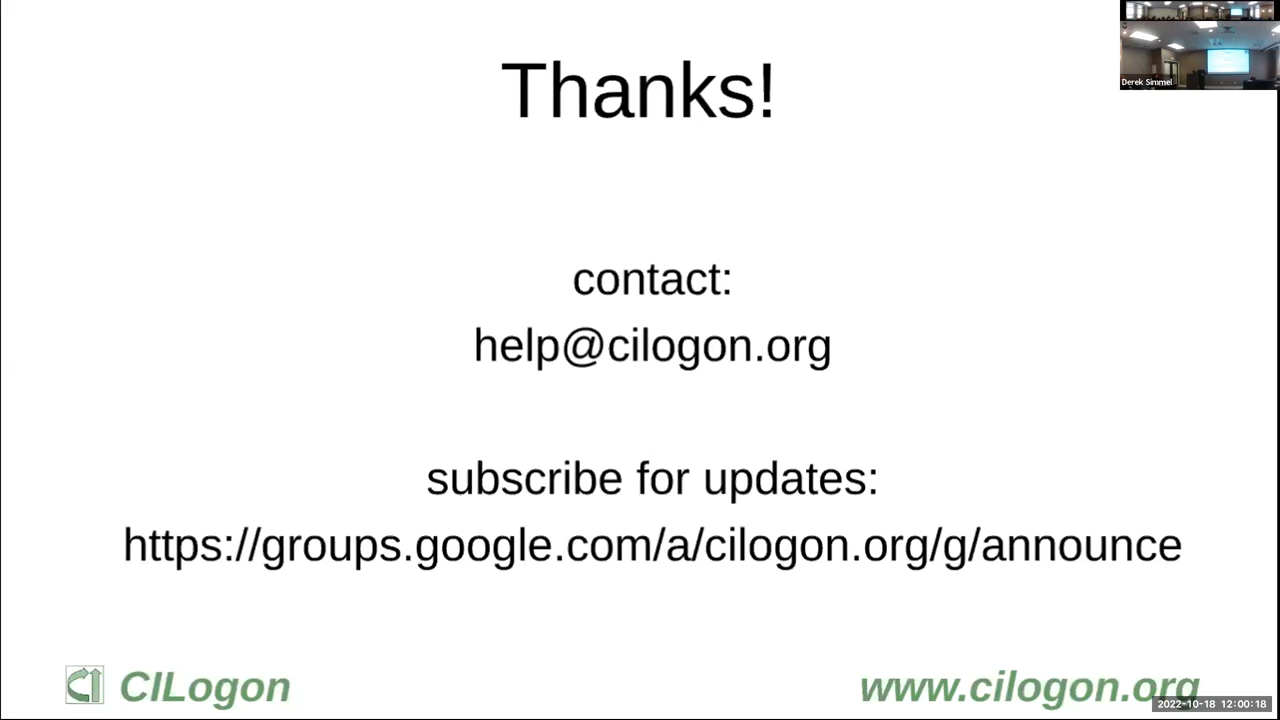 Thanks!
Derek Simmel
contact:
help@cilogon.org
subscribe for updates:
https://groups.google.com/a/cilogon.org/g/announce
CILogon
www.cilogon.org
2022-10-18 12:00:18